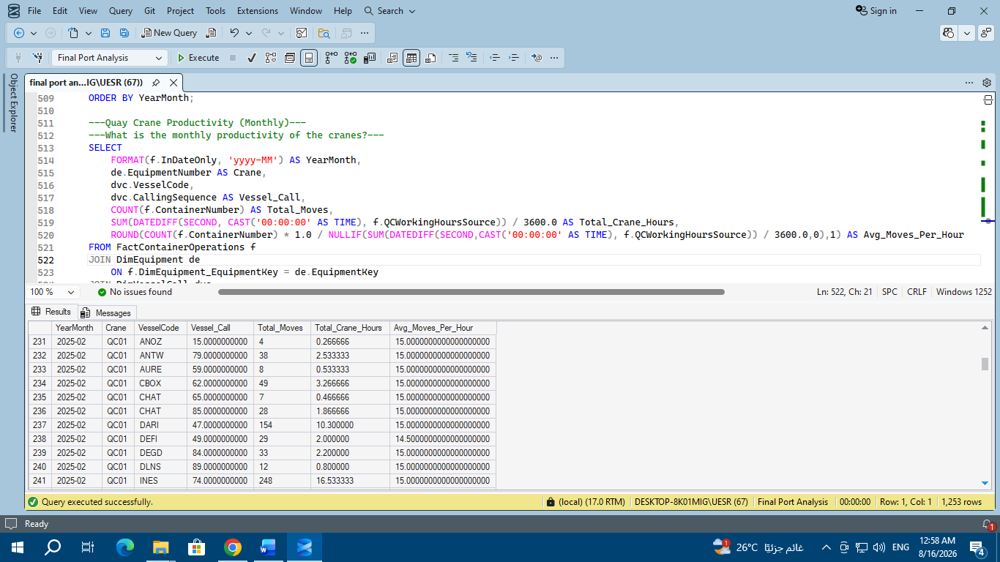 File Edit View Query Git Project Tools Extensions Window Help Search Sign in
New Query
Final Port Analysis Execute
Object Explorer
final port an...IG\UESR (67))
509 ORDER BY YearMonth;
510
511 ---Quay Crane Productivity (Monthly)---
512 ---What is the monthly productivity of the cranes?---
513 SELECT
514 FORMAT(f.InDateOnly, 'yyyy-MM') AS YearMonth,
515 de.EquipmentNumber AS Crane,
516 dvc.VesselCode,
517 dvc.CallingSequence AS Vessel_Call,
518 COUNT(f.ContainerNumber) AS Total_Moves,
519 SUM(DATEDIFF(SECOND, CAST('00:00:00' AS TIME), f.QCWorkingHoursSource)) / 3600.0 AS Total_Crane_Hours,
520 ROUND(COUNT(f.ContainerNumber) * 1.0 / NULLIF(SUM(DATEDIFF(SECOND,CAST('00:00:00' AS TIME), f.QCWorkingHoursSource)) / 3600.0,0),1) AS Avg_Moves_Per_Hour
521 FROM FactContainerOperations f
522 JOIN DimEquipment de
523 ON f.DimEquipment_EquipmentKey = de.EquipmentKey
100 % No issues found Ln: 522, Ch: 21 SPC CRLF Windows 1252
Results Messages
YearMonth Crane VesselCode Vessel_Call Total_Moves Total_Crane_Hours Avg_Moves_Per_Hour
231 2025-02 QC01 ANOZ 15.0000000000 4 0.266666 15.0000000000000000000
232 2025-02 QC01 ANTW 79.0000000000 38 2.533333 15.0000000000000000000
233 2025-02 QC01 AURE 59.0000000000 8 0.533333 15.0000000000000000000
234 2025-02 QC01 CBOX 62.0000000000 49 3.266666 15.0000000000000000000
235 2025-02 QC01 CHAT 65.0000000000 7 0.466666 15.0000000000000000000
236 2025-02 QC01 CHAT 85.0000000000 28 1.866666 15.0000000000000000000
237 2025-02 QC01 DARI 47.0000000000 154 10.300000 15.0000000000000000000
238 2025-02 QC01 DEFI 49.0000000000 29 2.000000 14.5000000000000000000
239 2025-02 QC01 DEGD 84.0000000000 33 2.200000 15.0000000000000000000
240 2025-02 QC01 DLNS 89.0000000000 12 0.800000 15.0000000000000000000
241 2025-02 QC01 INES 74.0000000000 248 16.533333 15.0000000000000000000
Query executed successfully. (local) (17.0 RTM) DESKTOP-8K01MIG\UESR (67) Final Port Analysis 00:00:00 Row: 1, Col: 1 1,253 rows
Ready 1
1 26°C غائم جزئيًا ENG 12:58 AM 4
8/16/2026